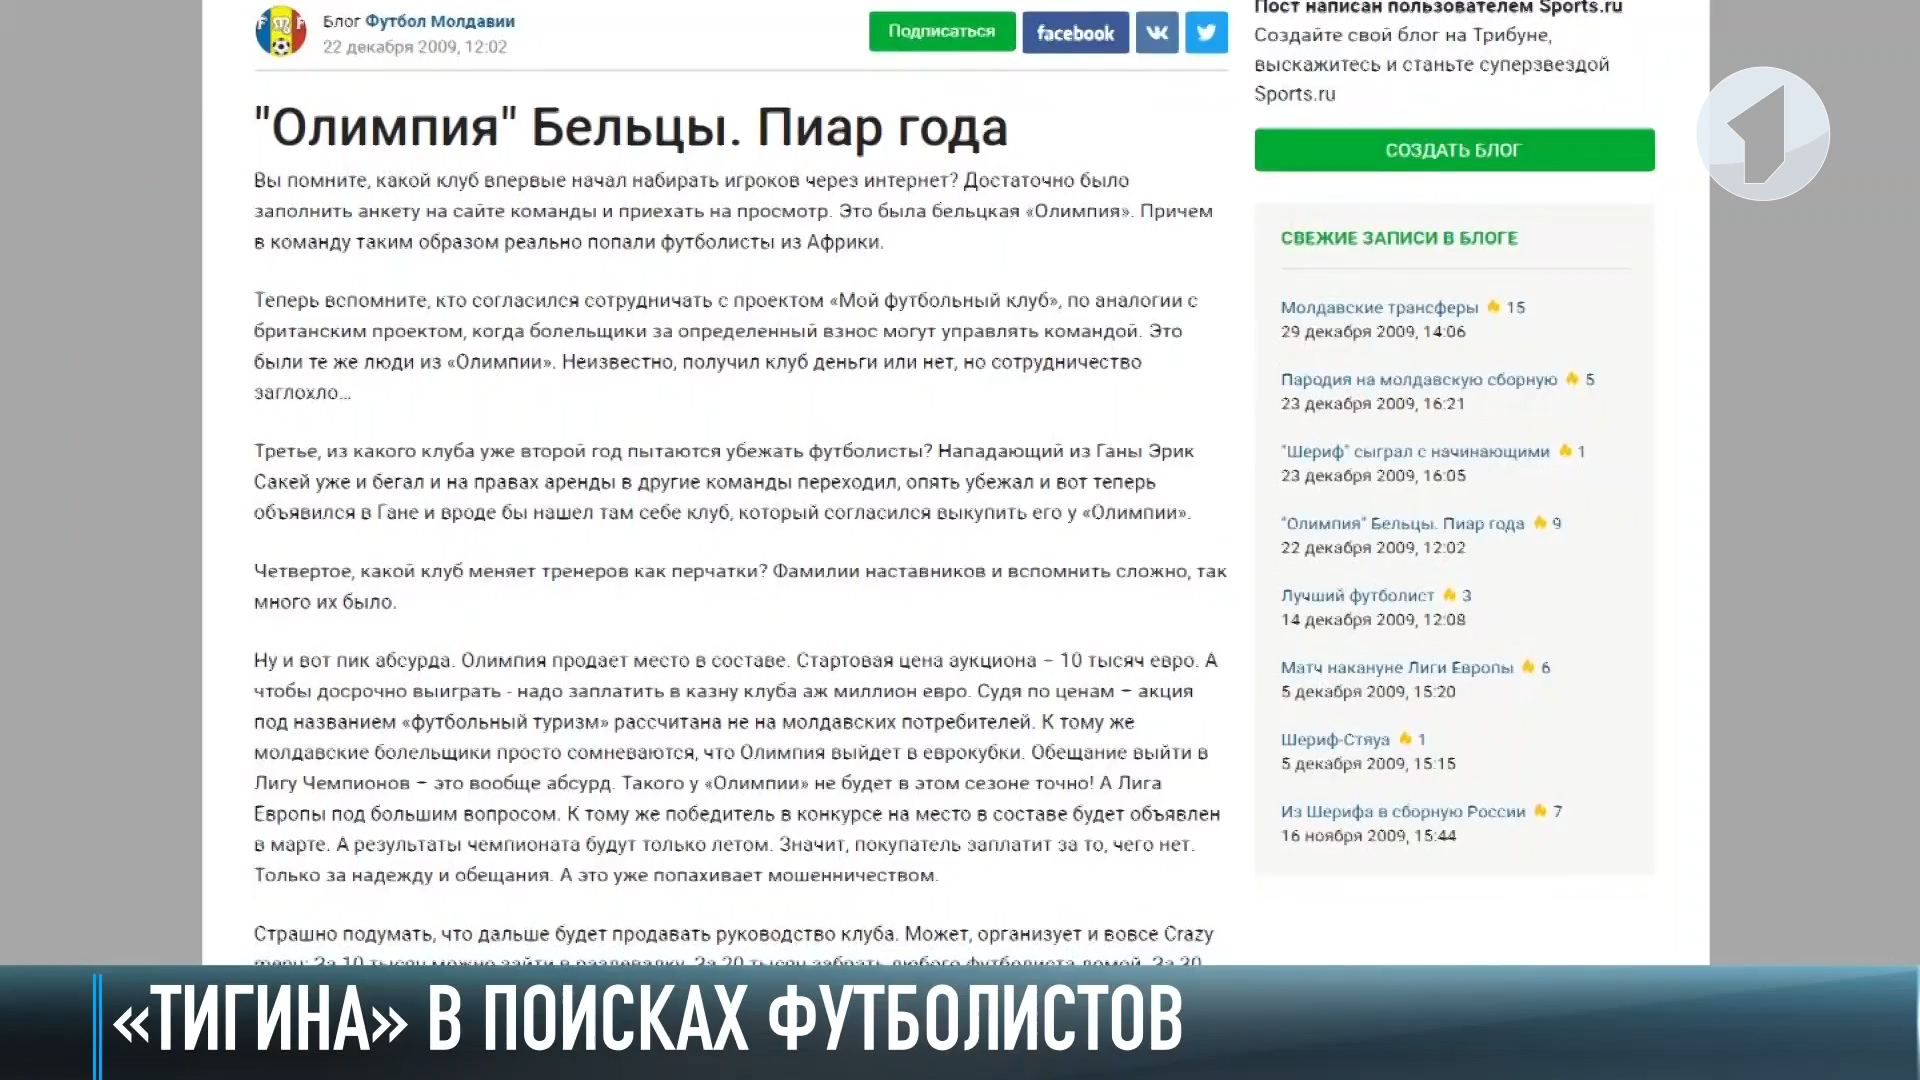 Блог Футбол Молдавии
22 декабря 2009, 12:02
Подписаться
facebook
"Олимпия" Бельцы. Пиар года
Вы помните, какой клуб впервые начал набирать игроков через интернет? Достаточно было
заполнить анкету на сайте команды и приехать на просмотр. Это была бельцкая «Олимпия». Причем
в команду таким образом реально попали футболисты из Африки.
Теперь вспомните, кто согласился сотрудничать с проектом «Мой футбольный клуб», по аналогии с
британским проектом, когда болельщики за определенный взнос могут управлять командой. Это
были те же люди из «Олимпии». Неизвестно, получил клуб деньги или нет, но сотрудничество
заглохло...
Третье, из какого клуба уже второй год пытаются убежать футболисты? Нападающий из Ганы Эрик
Сакей уже и бегал и на правах аренды в другие команды переходил, опять убежал и вот теперь
объявился в Гане и вроде бы нашел там себе клуб, который согласился выкупить его у «Олимпии».
Четвертое, какой клуб меняет тренеров как перчатки? Фамилии наставников и вспомнить сложно, так
много их было.
Ну и вот пик абсурда. Олимпия продает место в составе. Стартовая цена аукциона – 10 тысяч евро. А
чтобы досрочно выиграть - надо заплатить в казну клуба аж миллион евро. Судя по ценам – акция
под названием «футбольный туризм» рассчитана не на молдавских потребителей. К тому же
молдавские болельщики просто сомневаются, что Олимпия выйдет в еврокубки. Обещание выйти в
Лигу Чемпионов – это вообще абсурд. Такого у «Олимпии» не будет в этом сезоне точно! А Лига
Европы под большим вопросом. К тому же победитель в конкурсе на место в составе будет объявлен
в марте. А результаты чемпионата будут только летом. Значит, покупатель заплатит за то, чего нет.
Только за надежду и обещания. А это уже попахивает мошенничеством.
Страшно подумать, что дальше будет продавать руководство клуба. Может, организует и вовсе Crazy
За 10 тысяч можно зайти в раздевалку. За 20 тысяч забрать любого футболиста домой. За 30
Пост написан пользователем Sports.ru
Создайте свой блог на Трибуне,
выскажитесь и станьте суперзвездой
Sports.ru
СОЗДАТЬ БЛОГ
СВЕЖИЕ ЗАПИСИ В БЛОГЕ
Молдавские трансферы 15
29 декабря 2009, 14:06
Пародия на молдавскую сборную 5
23 декабря 2009, 16:21
"Шериф" сыграл с начинающими 1
23 декабря 2009, 16:05
"Олимпия" Бельцы. Пиар года 9
22 декабря 2009, 12:02
Лучший футболист 3
14 декабря 2009, 12:08
Матч накануне Лиги Европы 6
5 декабря 2009, 15:20
Шериф-Стяуа 1
5 декабря 2009, 15:15
Из Шерифа в сборную России 7
16 ноября 2009, 15:44
1
«ТИГИНА» В ПОИСКАХ ФУТБОЛИСТОВ